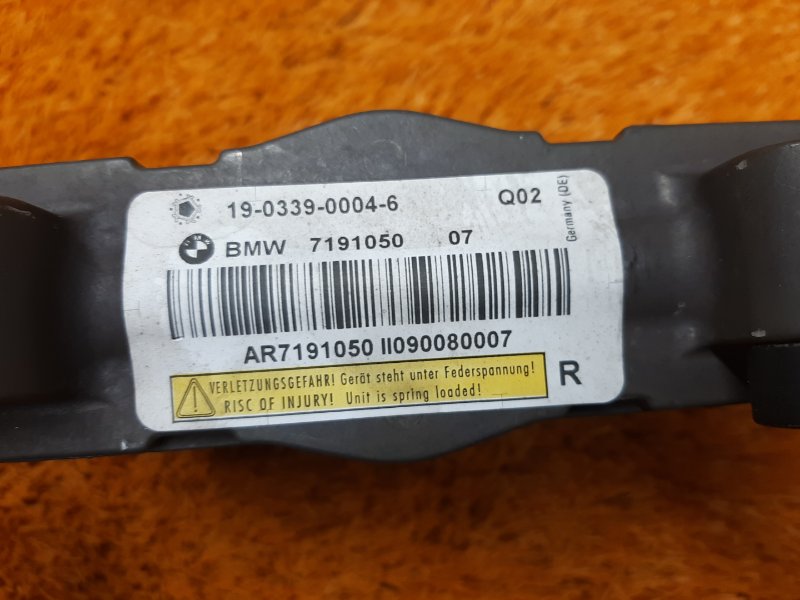 19-0339-0004-6 Q02
Germany (DE)
BMW 7191050 07
AR7191050 II090080007
VERLETZUNGSGEFAHR! Gerät steht unter Federspannung!
RISC OF INJURY! Unit is spring loaded!
R